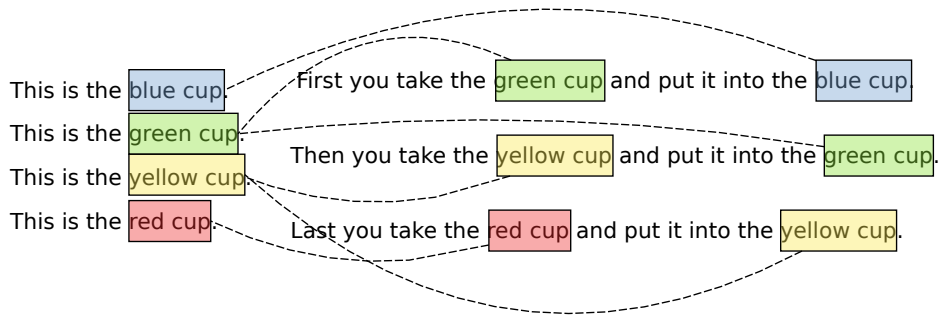 This is the blue cup.
This is the green cup.
This is the yellow cup.
This is the red cup.
First you take the green cup and put it into the blue cup.
Then you take the yellow cup and put it into the green cup.
Last you take the red cup and put it into the yellow cup.